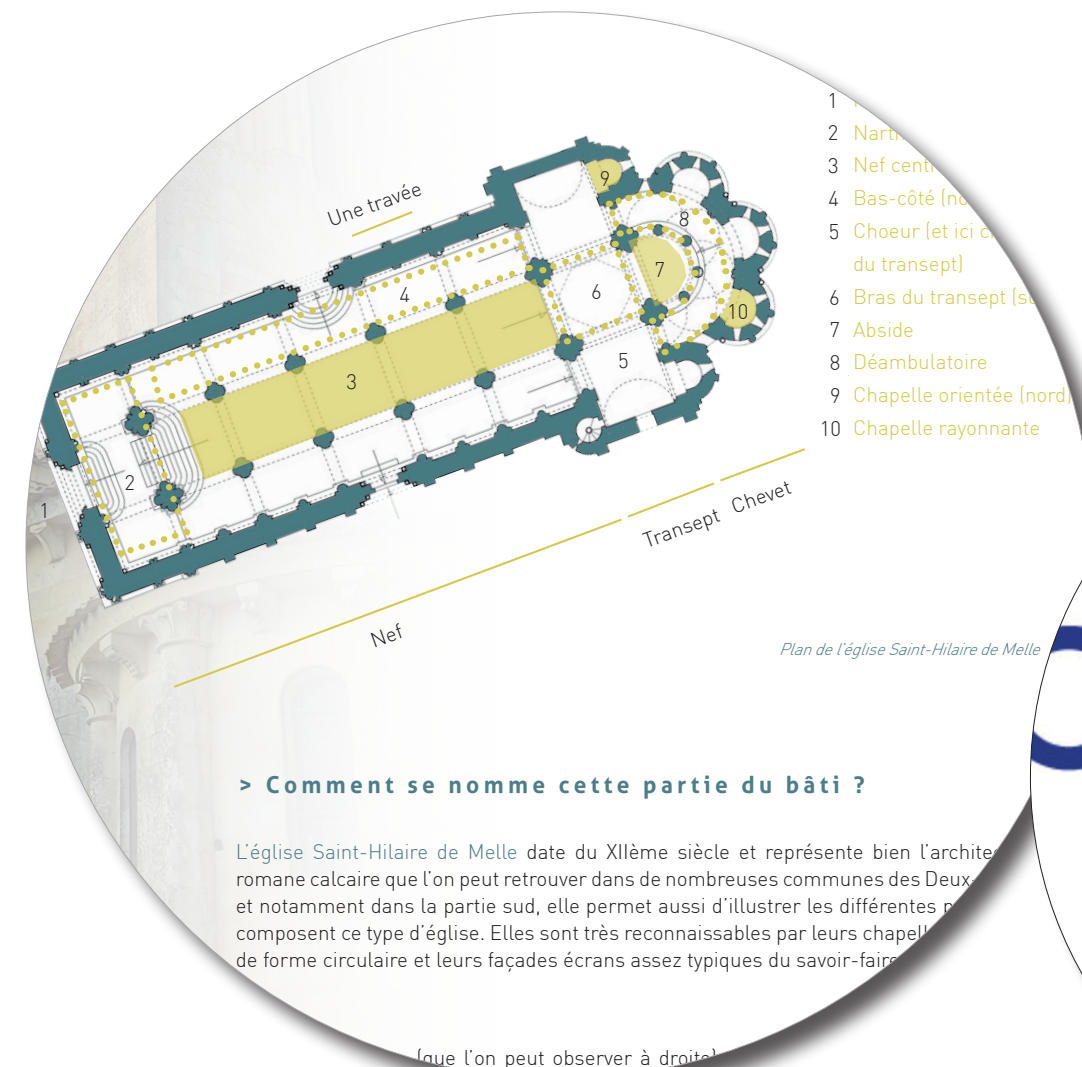 1
2
3 Nef
4 Bas-côté
5 Choeur (et ici
du transept)
6 Bras du transept
7 Abside
8 Déambulatoire
9 Chapelle orientée (nord)
10 Chapelle rayonnante
Une travée
9
8
7
10
6
4
5
3
2
1
Transept Chevet
Nef
Plan de l'église Saint-Hilaire de Melle
> Comment se nomme cette partie du bâti ?
L'église Saint-Hilaire de Melle date du XIIème siècle et représente bien
romane calcaire que l'on peut retrouver dans de nombreuses communes des
et notamment dans la partie sud, elle permet aussi d'illustrer les différentes
composent ce type d'église. Elles sont très reconnaissables par leurs
de forme circulaire et leurs façades écrans assez typiques du savoir-faire
(que l'on peut observer à droite)